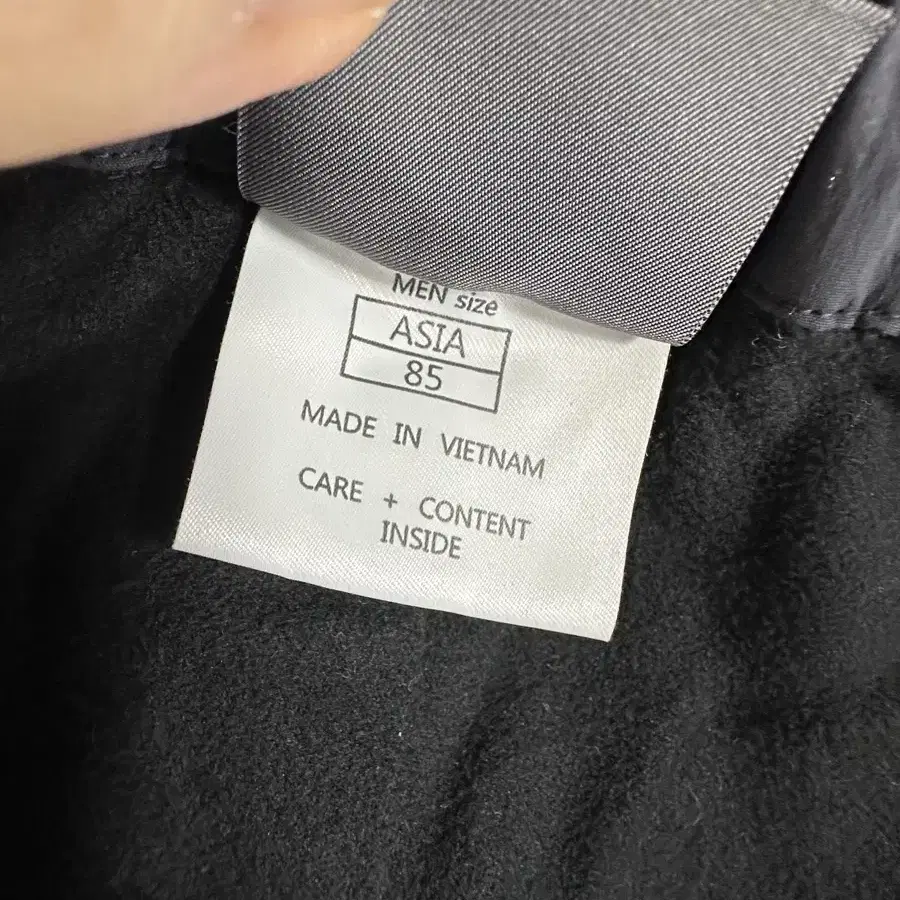 MEN size
ASIA
85
MADE IN VIETNAM
CARE + CONTENT
INSIDE